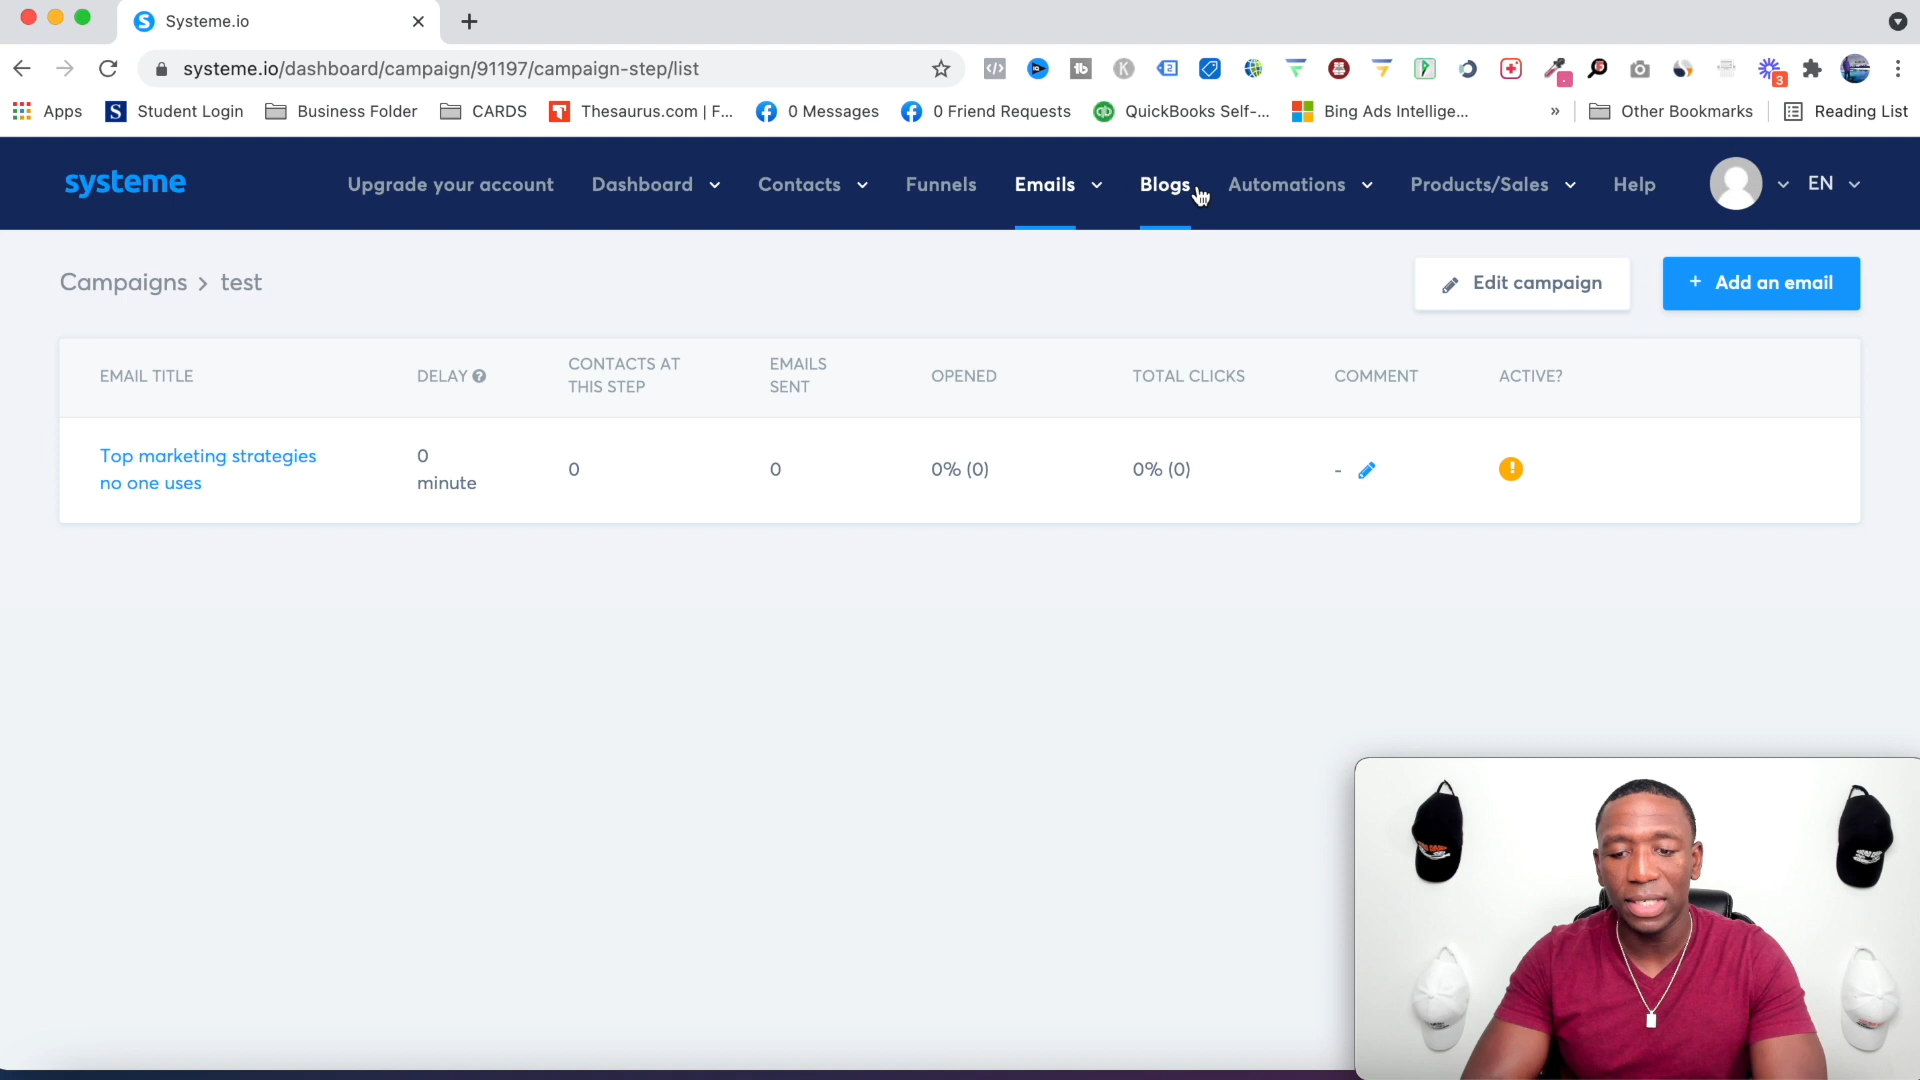 Systeme.io
systeme.io/dashboard/campaign/91197/campaign-step/list
Apps Student Login Business Folder CARDS Thesaurus.com | F... 0 Messages 0 Friend Requests QuickBooks Self-... Bing Ads Intellige... » Other Bookmarks Reading List
systeme Upgrade your account Dashboard Contacts Funnels Emails Blogs Automations Products/Sales Help EN
Campaigns > test
Edit campaign
+ Add an email
EMAIL TITLE DELAY CONTACTS AT THIS STEP EMAILS SENT OPENED TOTAL CLICKS COMMENT ACTIVE?
Top marketing strategies no one uses 0 minute 0 0 0% (0) 0% (0) -